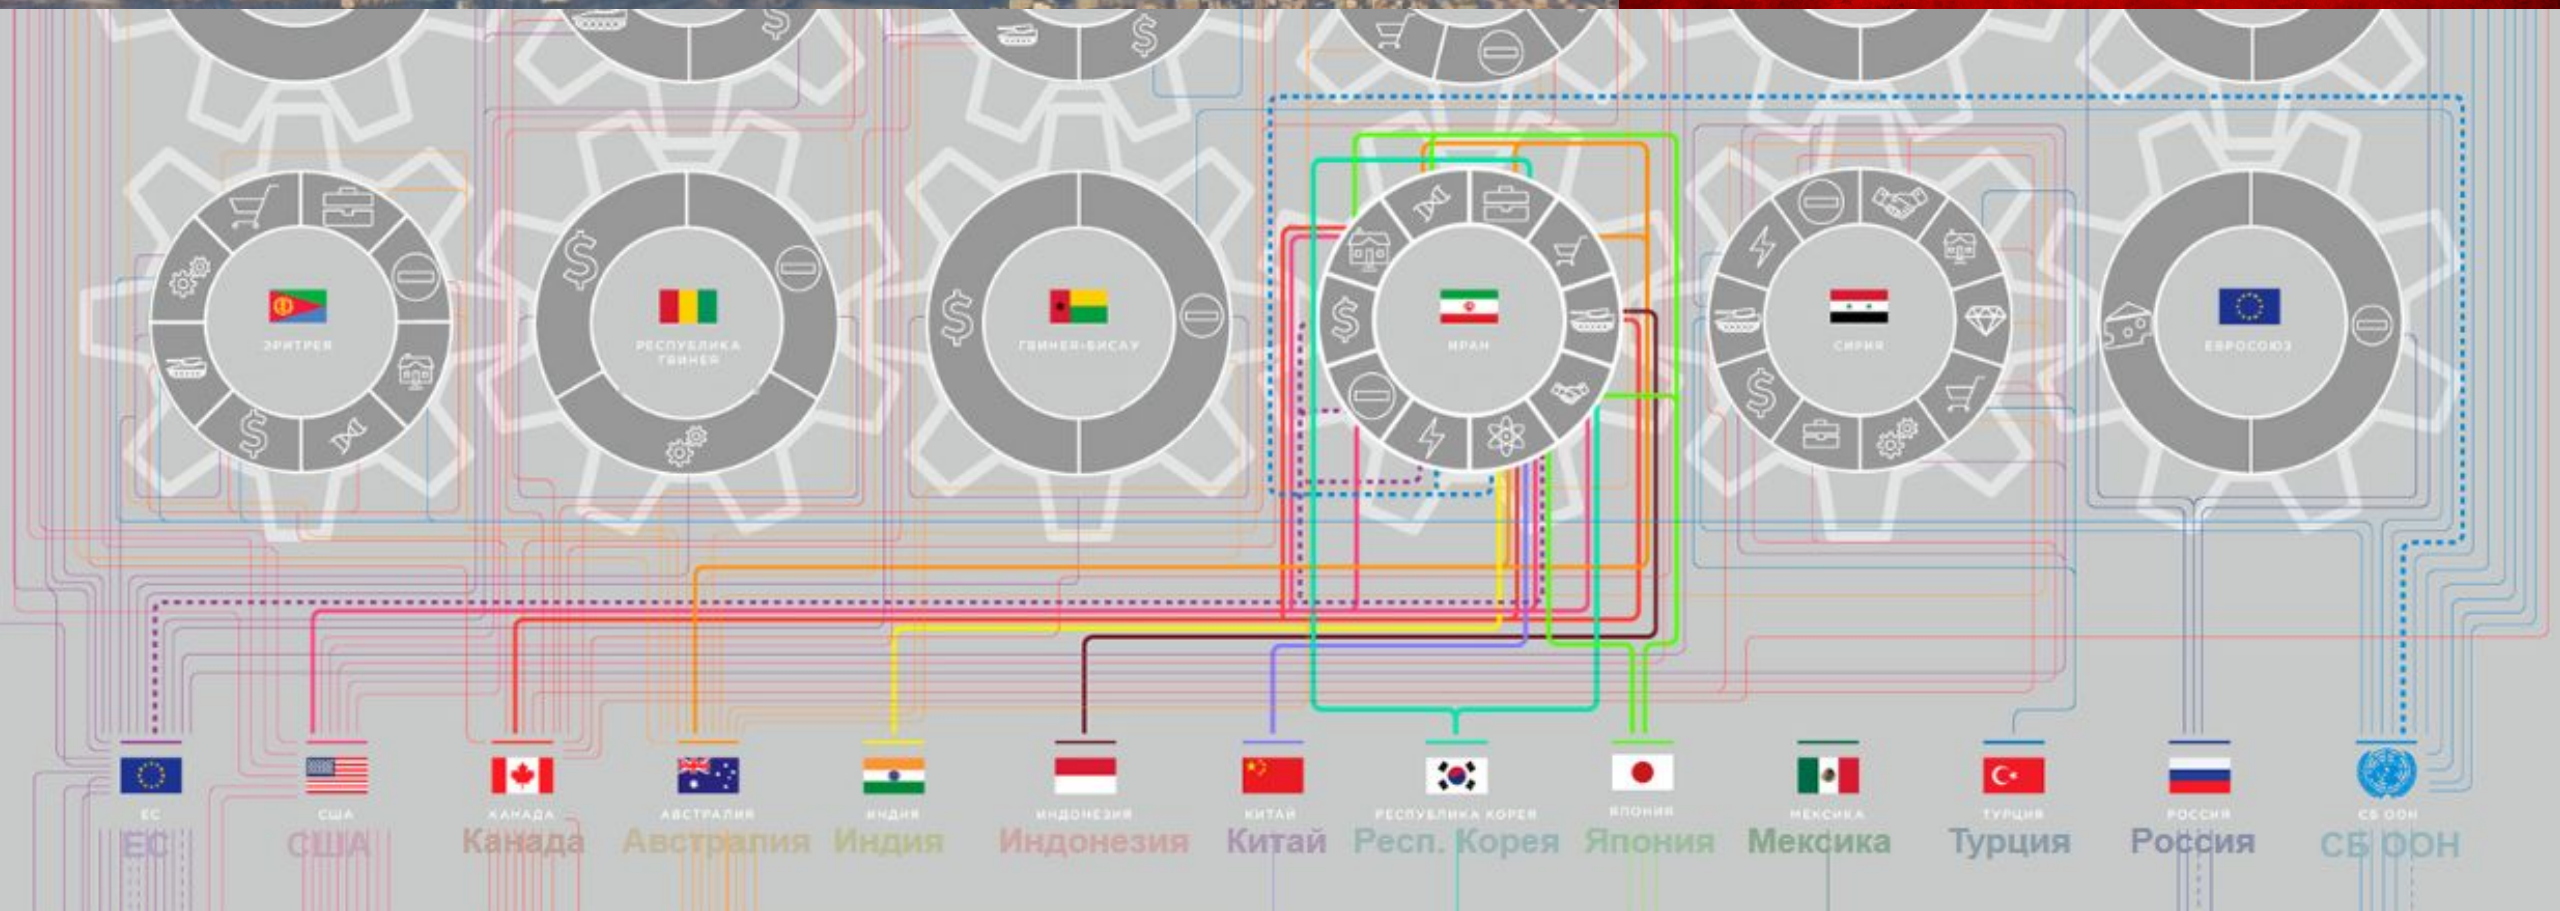 ЭРИТРЕЯ
РЕСПУБЛИКА
ГВИНЕЯ
ГВИНЕЯ-БИСАУ
ИРАН
СИРИЯ
ЕВРОСОЮЗ
ЕС
США
КАНАДА
АВСТРАЛИЯ
ИНДИЯ
ИНДОНЕЗИЯ
КИТАЙ
РЕСПУБЛИКА КОРЕЯ
ЯПОНИЯ
МЕКСИКА
ТУРЦИЯ
РОССИЯ
СБ ООН
ЕС
США
Канада
Австралия
Индия
Индонезия
Китай
Респ. Корея
Япония
Мексика
Турция
Россия
СБ ООН